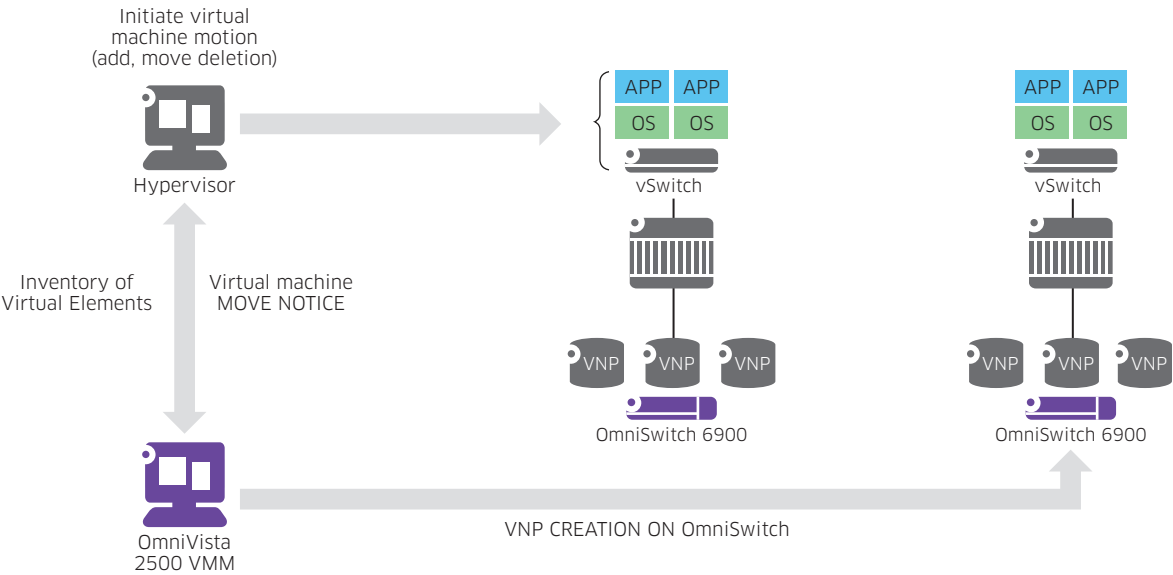 Initiate virtual
machine motion
(add, move deletion)
Hypervisor
Inventory of
Virtual Elements
Virtual machine
MOVE NOTICE
OmniVista
2500 VMM
APP APP
OS OS
vSwitch
VNP VNP VNP
OmniSwitch 6900
APP APP
OS OS
vSwitch
VNP VNP VNP
OmniSwitch 6900
VNP CREATION ON OmniSwitch